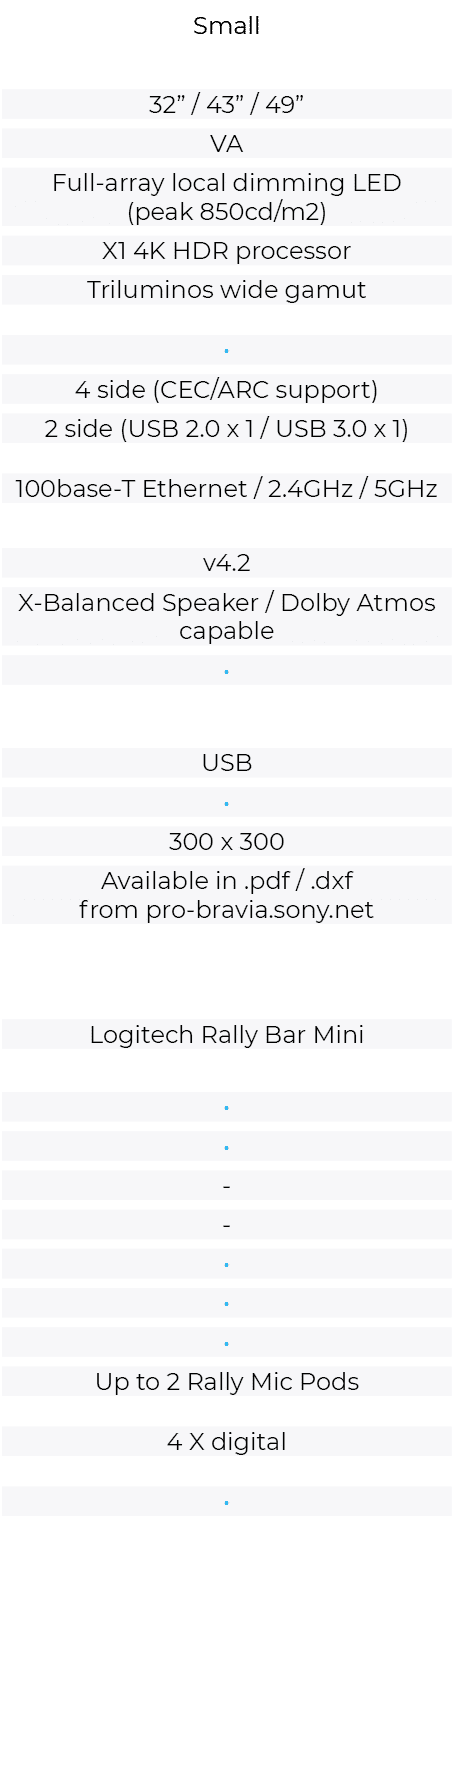 Small
32” / 43” / 49”
VA
Full-array local dimming LED
(peak 850cd/m2)
X1 4K HDR processor
Triluminos wide gamut
•
4 side (CEC/ARC support)
2 side (USB 2.0 x 1 / USB 3.0 x 1)
100base-T Ethernet / 2.4GHz / 5GHz
v4.2
X-Balanced Speaker / Dolby Atmos
capable
•
USB
•
300 x 300
Available in .pdf / .dxf
from pro-bravia.sony.net
Logitech Rally Bar Mini
•
•
-
-
•
•
•
Up to 2 Rally Mic Pods
4 X digital
•